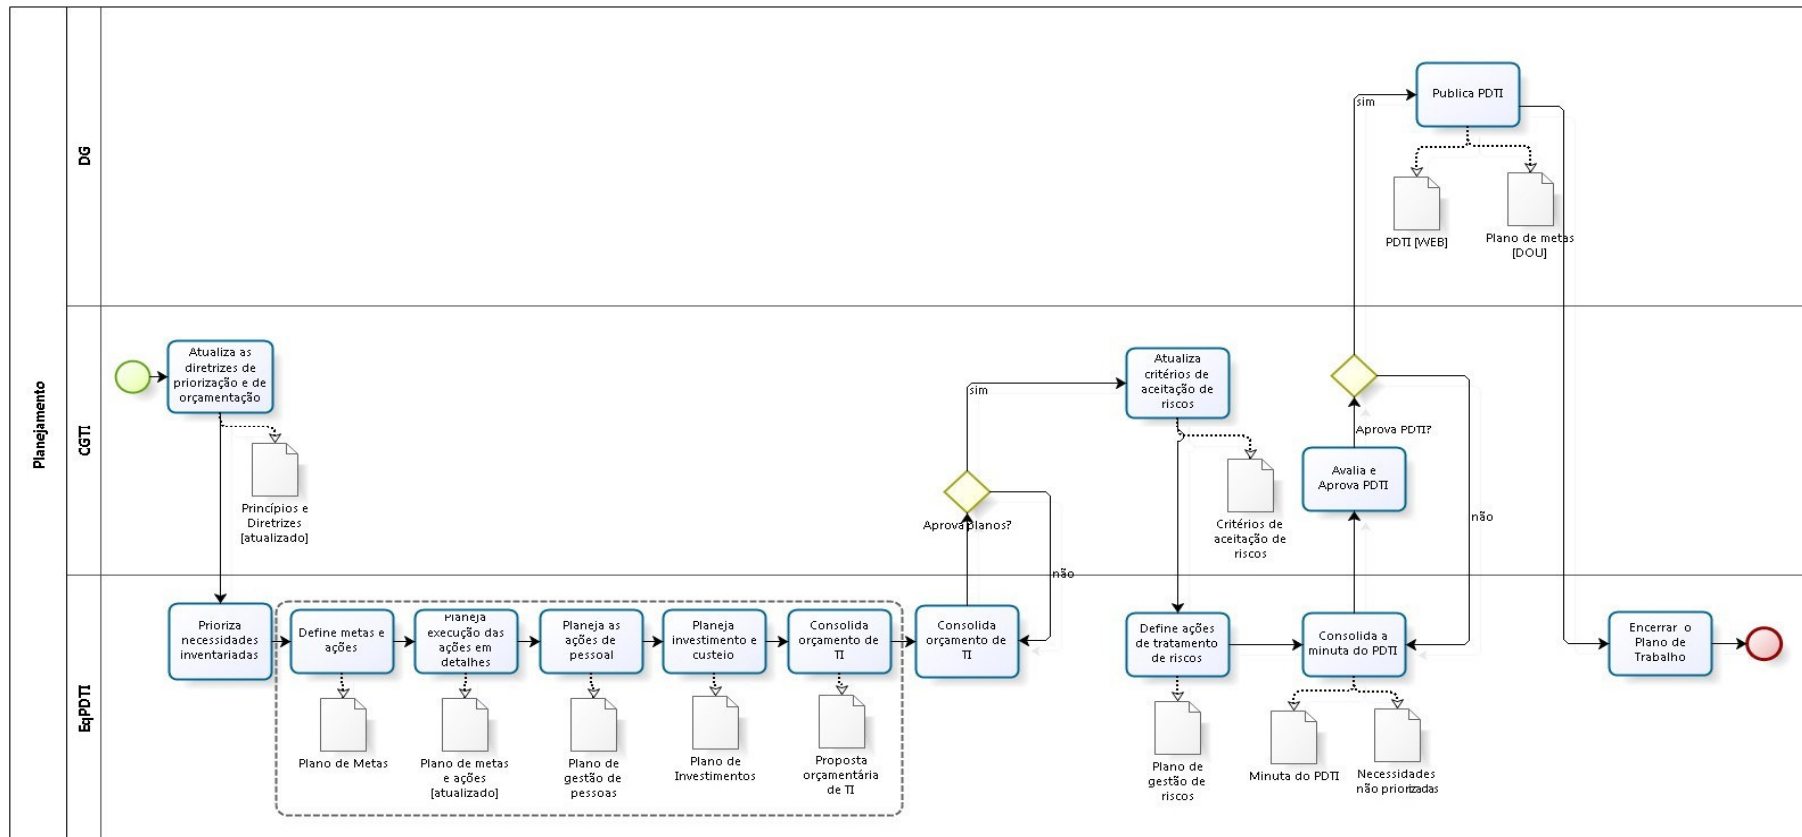 Planejamento
DG
sim
Publica PDTI
PDTI [WEB]
Plano de metas
[DOU]
CGTI
Atualiza as
diretrizes de
priorização e de
orçamentação
Princípios e
Diretrizes
[atualizado]
sim
Aprova planos?
não
Atualiza
critérios de
aceitação de
riscos
Critérios de
aceitação de
riscos
Aprova PDTI?
Avalia e
Aprova PDTI
não
EqPDTI
Prioriza
necessidades
inventariadas
Define metas e
ações
Plano de Metas
Planeja
execução das
ações em
detalhes
Plano de metas
e ações
[atualizado]
Planeja as
ações de
pessoal
Plano de
gestão de
pessoas
Planeja
investimento e
custeio
Plano de
Investimentos
Consolida
orçamento de
TI
Proposta
orçamentária
de TI
Consolida
orçamento de
TI
Define ações
de tratamento
de riscos
Plano de
gestão de
riscos
Consolida a
minuta do PDTI
Minuta do PDTI
Necessidades
não priorizadas
Encerrar o
Plano de
Trabalho